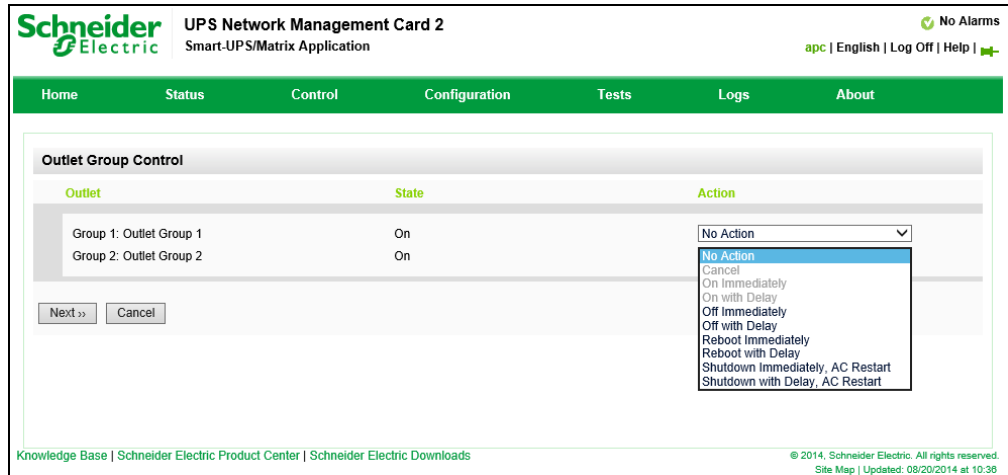 Schneider Electric
UPS Network Management Card 2
Smart-UPS/Matrix Application
No Alarms
apc | English | Log Off | Help |
Home Status Control Configuration Tests Logs About
Outlet Group Control
Outlet State Action
Group 1: Outlet Group 1 On No Action
Group 2: Outlet Group 2 On
No Action
Cancel
On Immediately
On with Delay
Off Immediately
Off with Delay
Reboot Immediately
Reboot with Delay
Shutdown Immediately, AC Restart
Shutdown with Delay, AC Restart
Next ›› Cancel
Knowledge Base | Schneider Electric Product Center | Schneider Electric Downloads
© 2014, Schneider Electric. All rights reserved.
Site Map | Updated: 08/20/2014 at 10:36